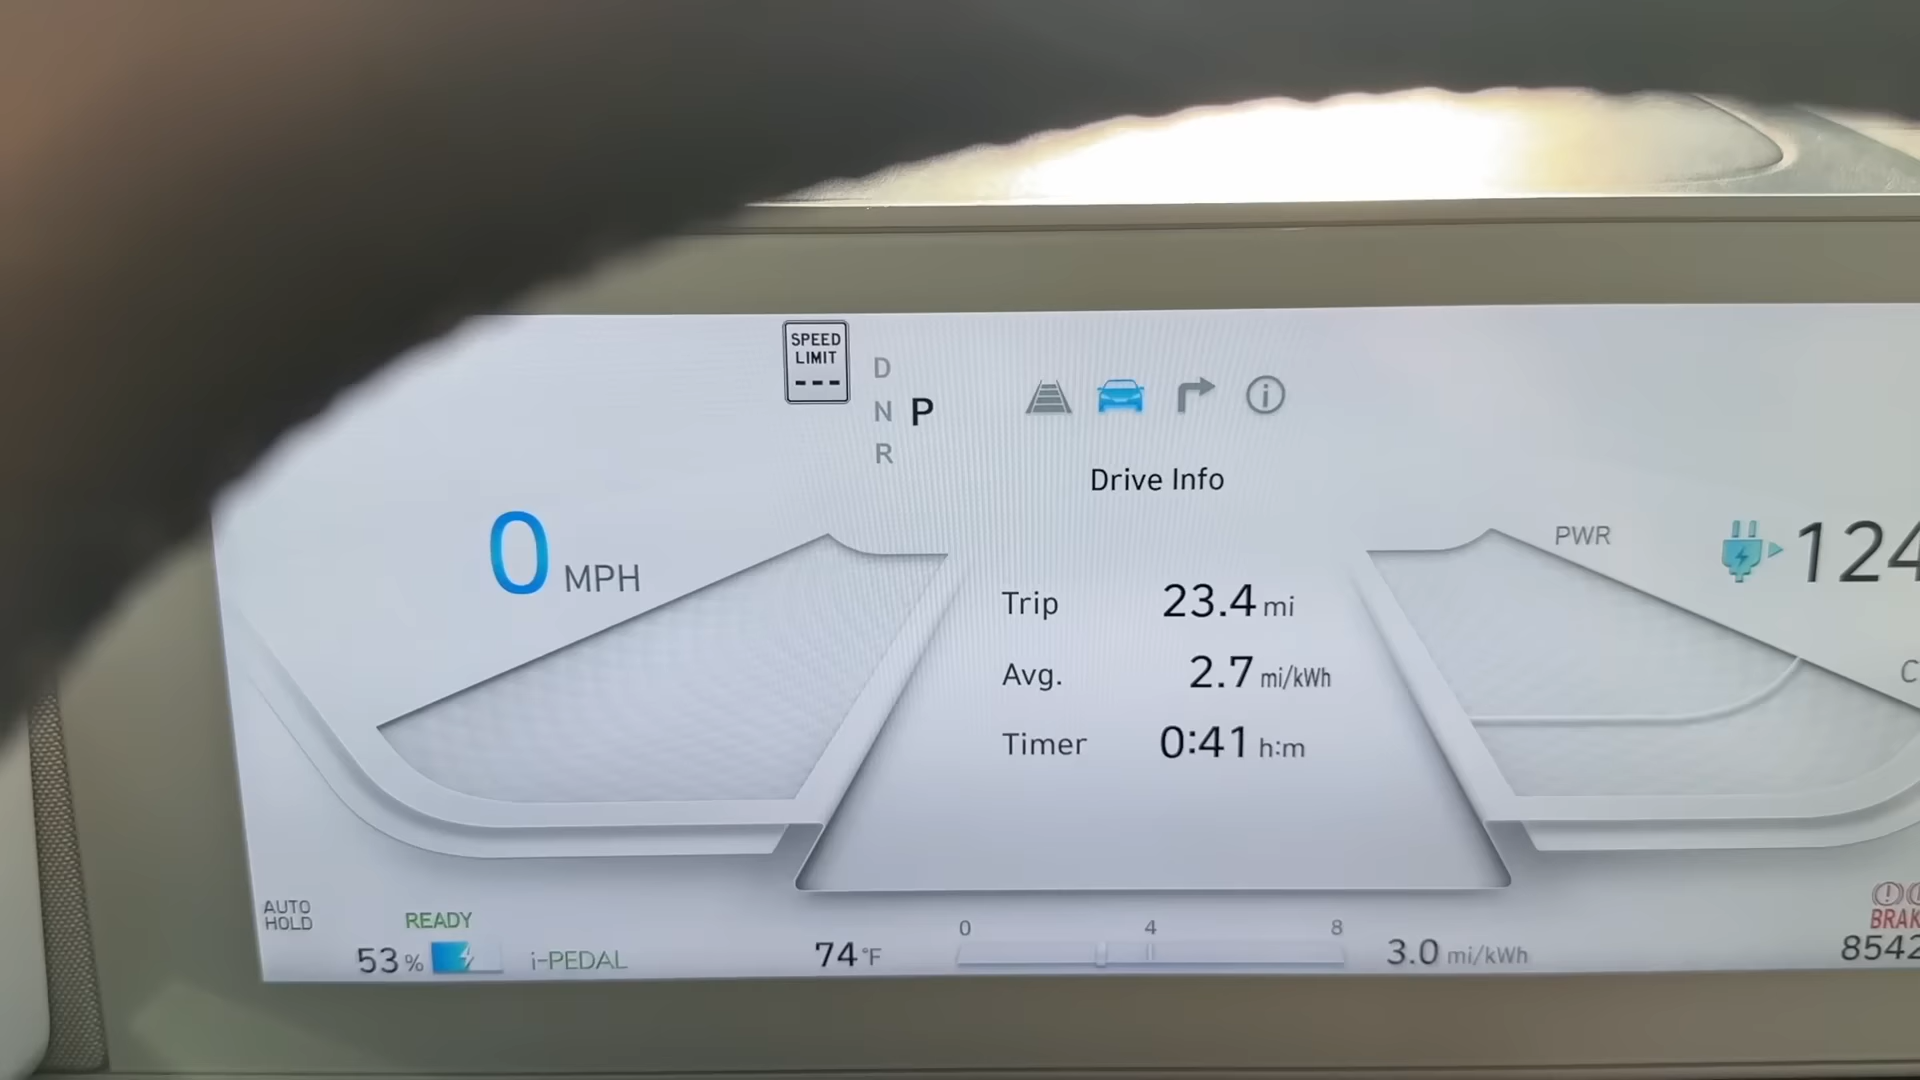 SPEED
LIMIT
---
D
N P
R
Drive Info
0 MPH
PWR
124
Trip 23.4 mi
Avg. 2.7 mi/kWh
Timer 0:41 h:m
AUTO
HOLD
READY
53 % i-PEDAL
74 °F
0 4 8
3.0 mi/kWh
BRAK
8542